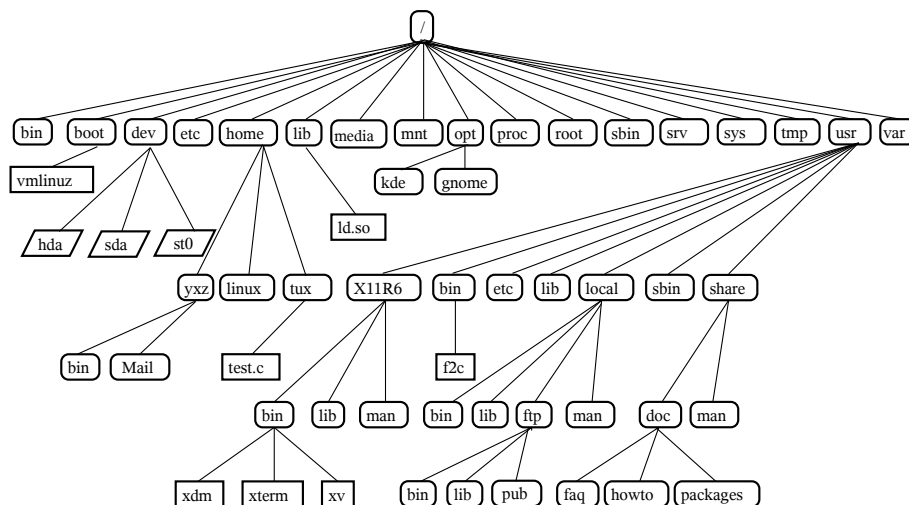 /
bin boot dev etc home lib media mnt opt proc root sbin srv sys tmp usr var
vmlinuz kde gnome
hda sda st0 ld.so
yxz linux tux X11R6 bin etc lib local sbin share
bin Mail test.c f2c
bin lib man bin lib ftp man doc man
xdm xterm xv bin lib pub faq howto packages